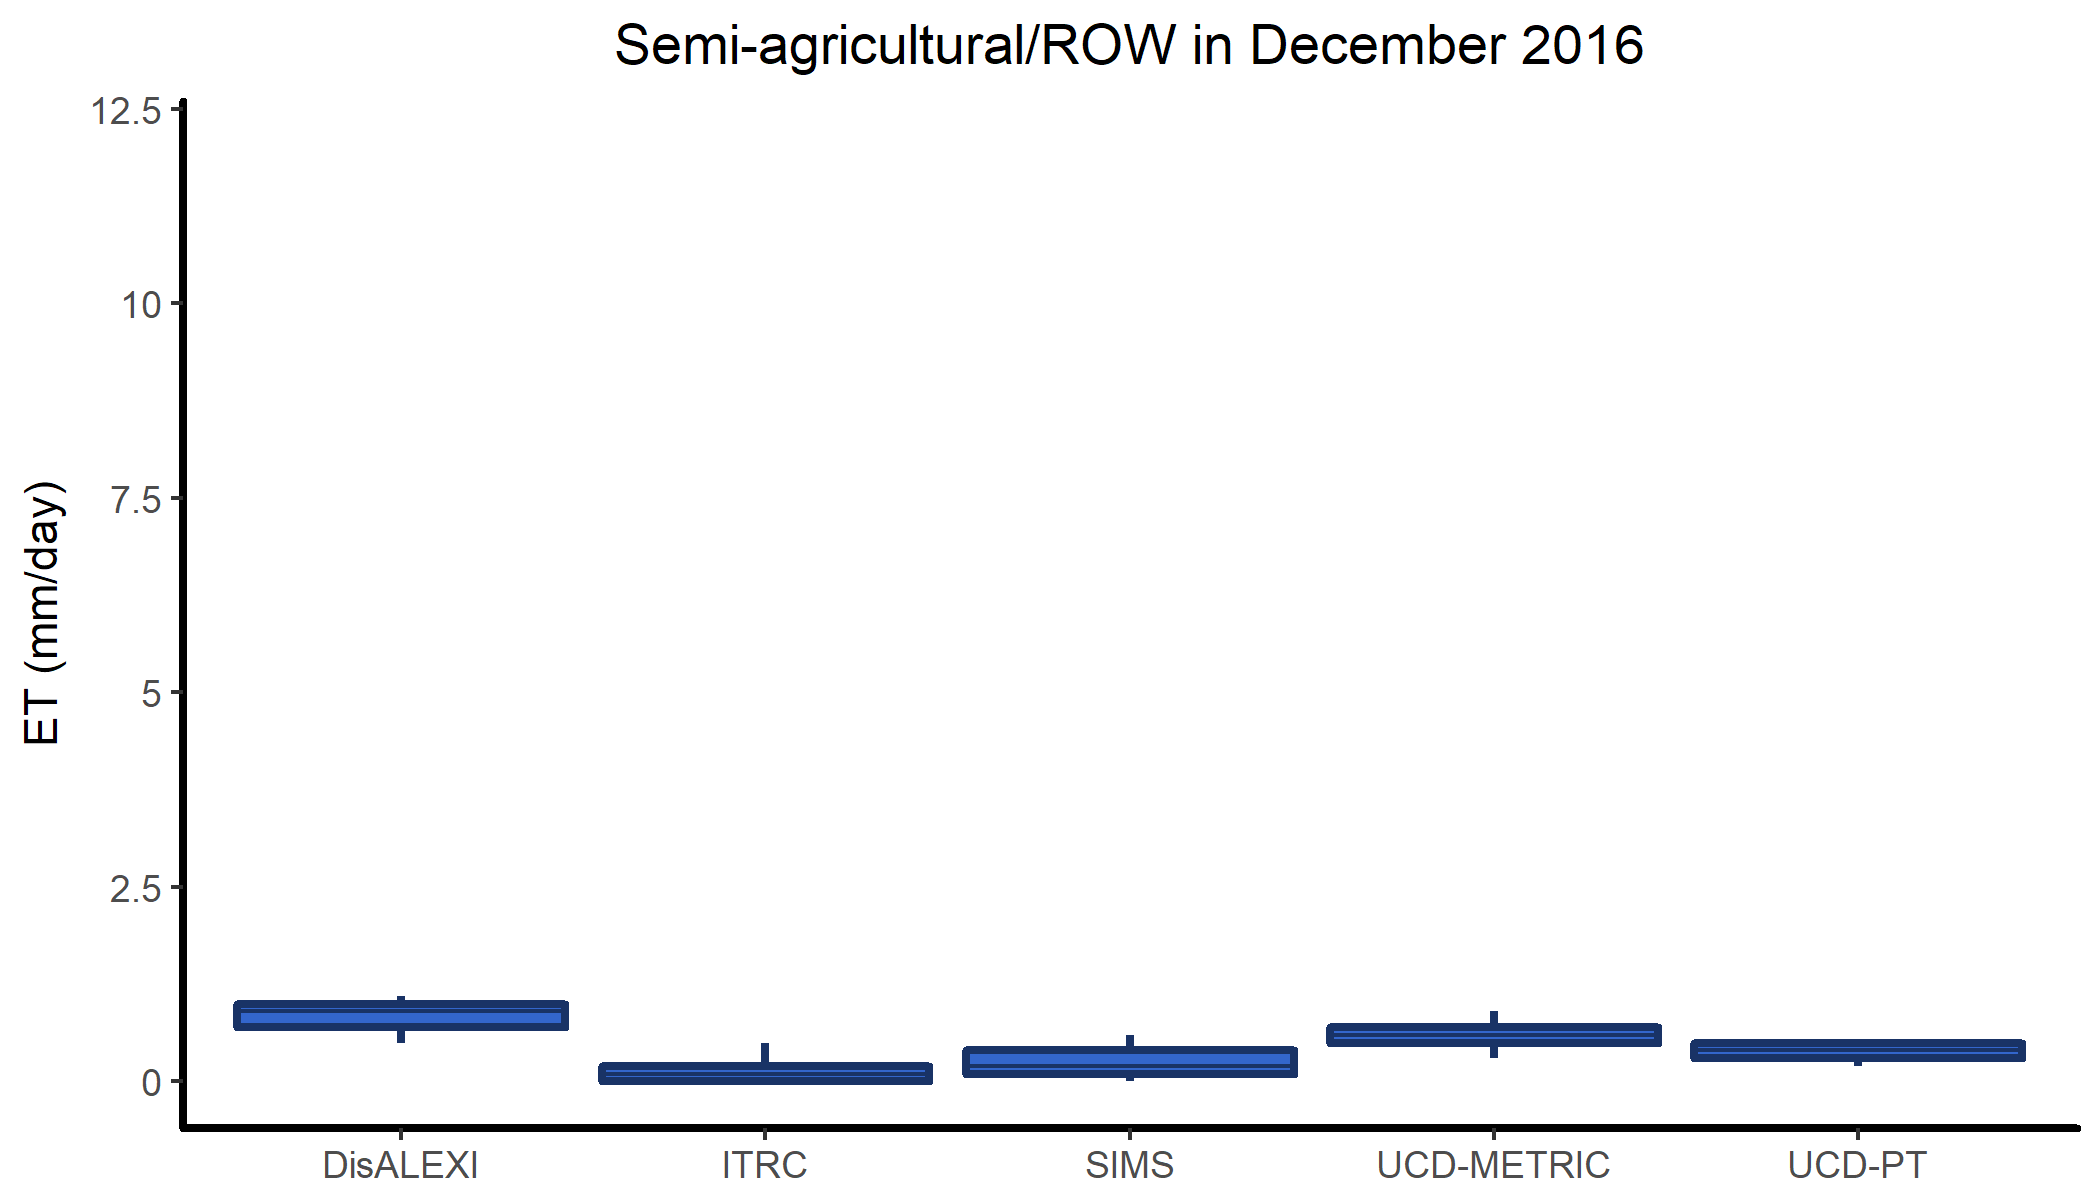 Semi-agricultural/ROW in December 2016
12.5
10
7.5
5
2.5
0
ET (mm/day)
DisALEXI ITRC SIMS UCD-METRIC UCD-PT